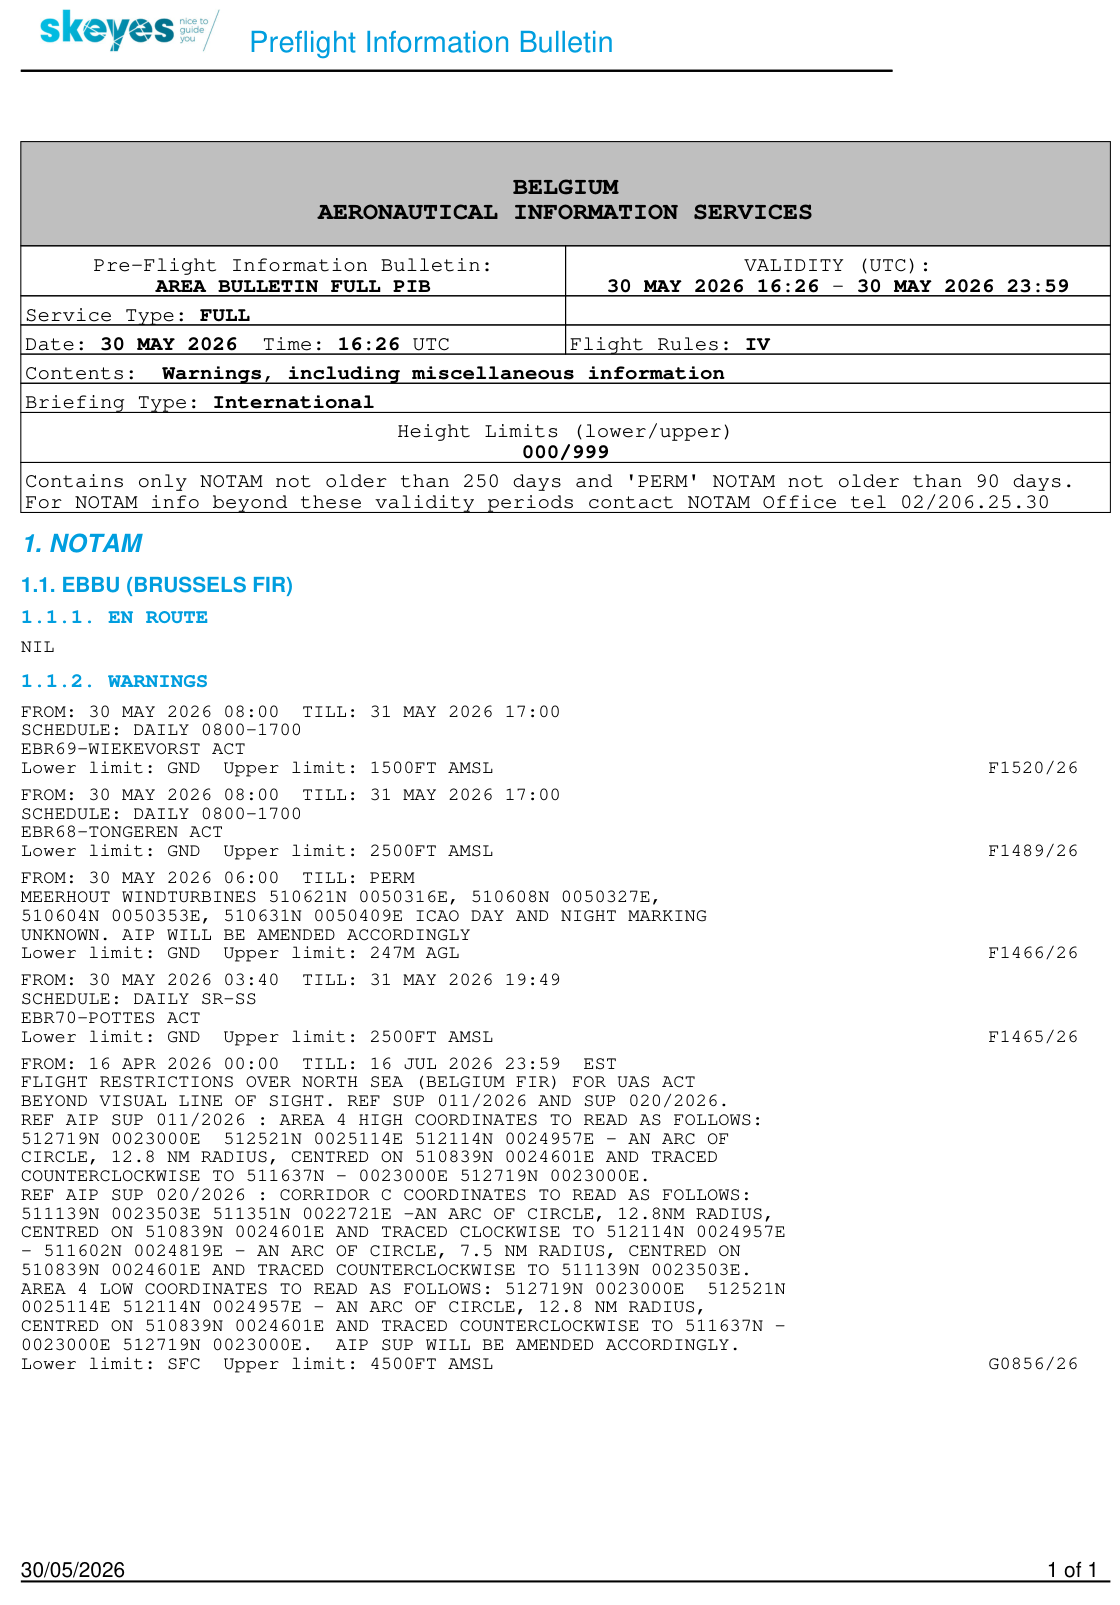 skeyes nice to guide you
Preflight Information Bulletin
BELGIUM
AERONAUTICAL INFORMATION SERVICES
Pre-Flight Information Bulletin:
AREA BULLETIN FULL PIB
VALIDITY (UTC):
30 MAY 2026 16:26 - 30 MAY 2026 23:59
Service Type: FULL
Date: 30 MAY 2026  Time: 16:26 UTC
Flight Rules: IV
Contents:  Warnings, including miscellaneous information
Briefing Type: International
Height Limits (lower/upper)
000/999
Contains only NOTAM not older than 250 days and 'PERM' NOTAM not older than 90 days.
For NOTAM info beyond these validity periods contact NOTAM Office tel 02/206.25.30
1. NOTAM
1.1. EBBU (BRUSSELS FIR)
1.1.1. EN ROUTE
NIL
1.1.2. WARNINGS
FROM: 30 MAY 2026 08:00  TILL: 31 MAY 2026 17:00
SCHEDULE: DAILY 0800-1700
EBR69-WIEKEVORST ACT
Lower limit: GND  Upper limit: 1500FT AMSL F1520/26
FROM: 30 MAY 2026 08:00  TILL: 31 MAY 2026 17:00
SCHEDULE: DAILY 0800-1700
EBR68-TONGEREN ACT
Lower limit: GND  Upper limit: 2500FT AMSL F1489/26
FROM: 30 MAY 2026 06:00  TILL: PERM
MEERHOUT WINDTURBINES 510621N 0050316E, 510608N 0050327E,
510604N 0050353E, 510631N 0050409E ICAO DAY AND NIGHT MARKING
UNKNOWN. AIP WILL BE AMENDED ACCORDINGLY
Lower limit: GND  Upper limit: 247M AGL F1466/26
FROM: 30 MAY 2026 03:40  TILL: 31 MAY 2026 19:49
SCHEDULE: DAILY SR-SS
EBR70-POTTES ACT
Lower limit: GND  Upper limit: 2500FT AMSL F1465/26
FROM: 16 APR 2026 00:00  TILL: 16 JUL 2026 23:59  EST
FLIGHT RESTRICTIONS OVER NORTH SEA (BELGIUM FIR) FOR UAS ACT
BEYOND VISUAL LINE OF SIGHT. REF SUP 011/2026 AND SUP 020/2026.
REF AIP SUP 011/2026 : AREA 4 HIGH COORDINATES TO READ AS FOLLOWS:
512719N 0023000E  512521N 0025114E 512114N 0024957E - AN ARC OF
CIRCLE, 12.8 NM RADIUS, CENTRED ON 510839N 0024601E AND TRACED
COUNTERCLOCKWISE TO 511637N - 0023000E 512719N 0023000E.
REF AIP SUP 020/2026 : CORRIDOR C COORDINATES TO READ AS FOLLOWS:
511139N 0023503E 511351N 0022721E -AN ARC OF CIRCLE, 12.8NM RADIUS,
CENTRED ON 510839N 0024601E AND TRACED CLOCKWISE TO 512114N 0024957E
- 511602N 0024819E - AN ARC OF CIRCLE, 7.5 NM RADIUS, CENTRED ON
510839N 0024601E AND TRACED COUNTERCLOCKWISE TO 511139N 0023503E.
AREA 4 LOW COORDINATES TO READ AS FOLLOWS: 512719N 0023000E  512521N
0025114E 512114N 0024957E - AN ARC OF CIRCLE, 12.8 NM RADIUS,
CENTRED ON 510839N 0024601E AND TRACED COUNTERCLOCKWISE TO 511637N -
0023000E 512719N 0023000E.  AIP SUP WILL BE AMENDED ACCORDINGLY.
Lower limit: SFC  Upper limit: 4500FT AMSL G0856/26
30/05/2026 1 of 1